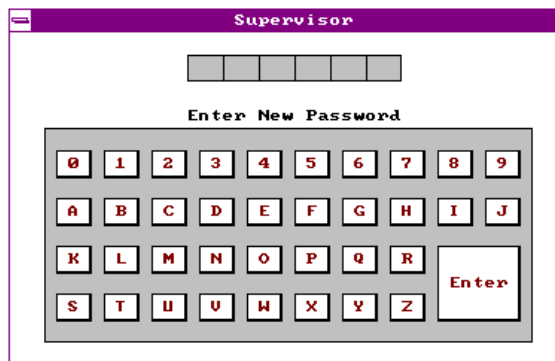 Supervisor
Enter New Password
0 1 2 3 4 5 6 7 8 9
A B C D E F G H I J
K L M N O P Q R
Enter
S T U V W X Y Z